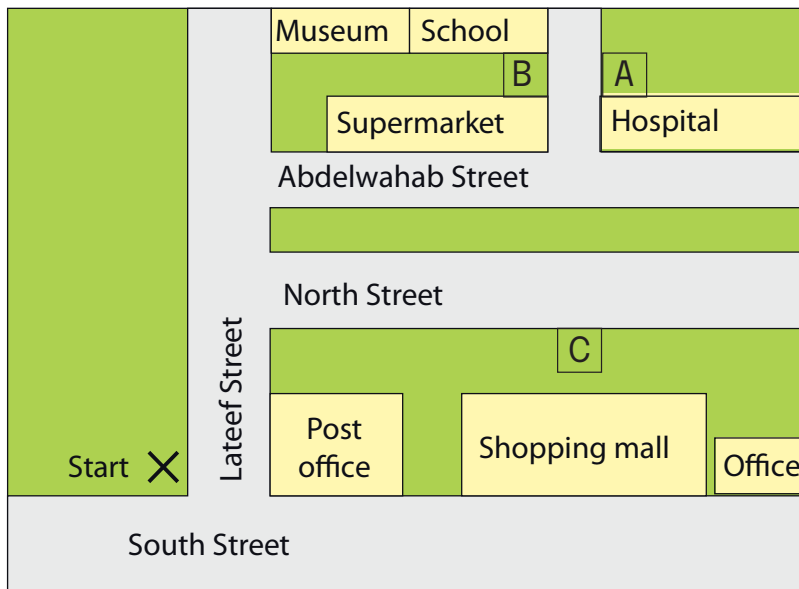 Museum
School
B
A
Supermarket
Hospital
Abdelwahab Street
North Street
C
Lateef Street
Post
office
Shopping mall
Office
Start
South Street